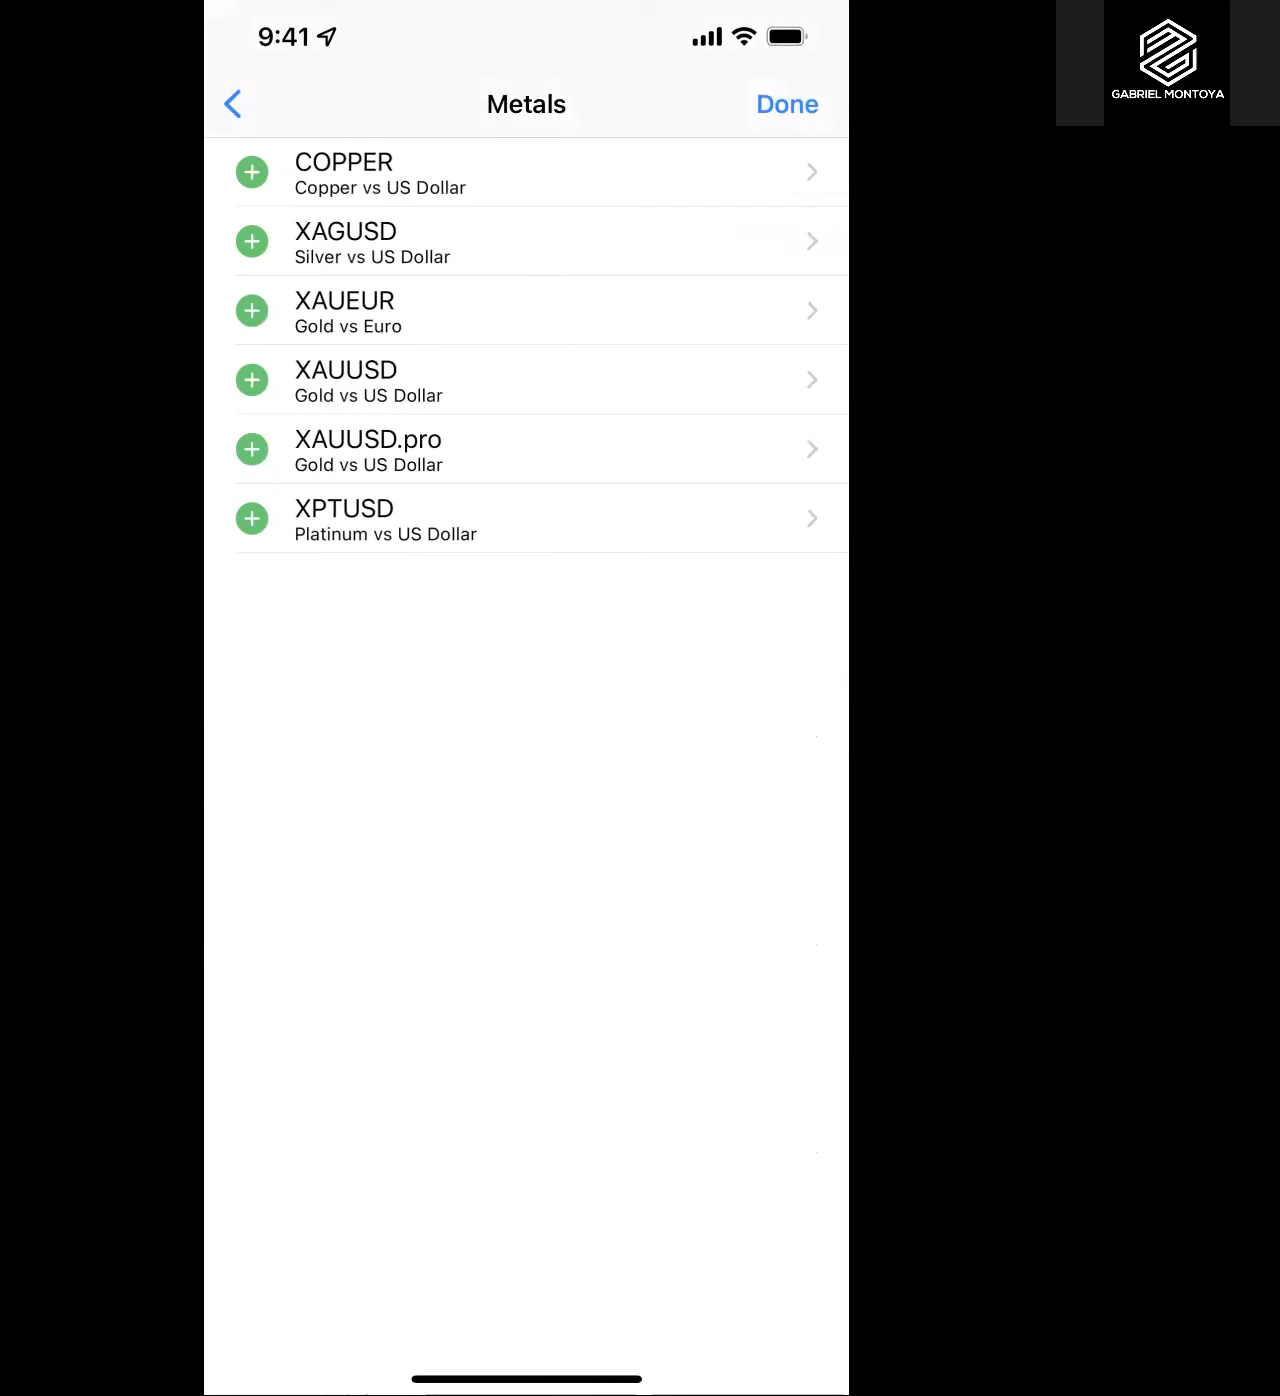 9:41
Metals
Done
COPPER
Copper vs US Dollar
XAGUSD
Silver vs US Dollar
XAUEUR
Gold vs Euro
XAUUSD
Gold vs US Dollar
XAUUSD.pro
Gold vs US Dollar
XPTUSD
Platinum vs US Dollar
GABRIEL MONTOYA